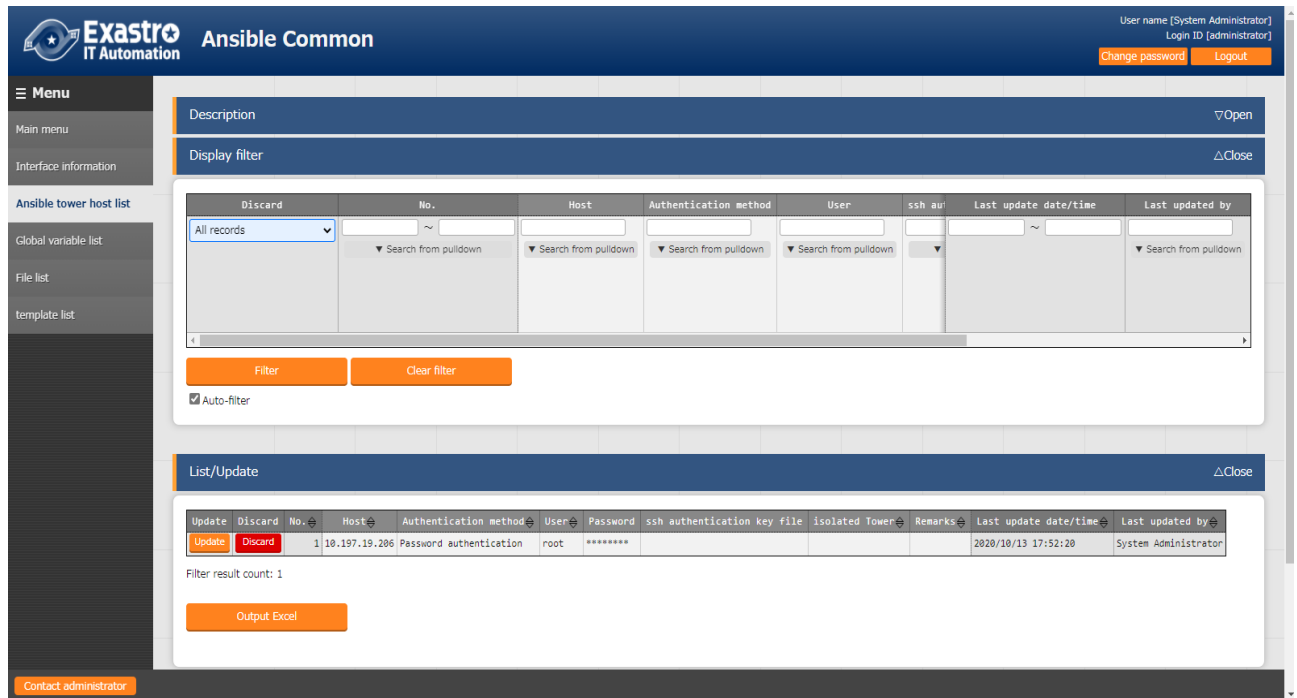 Exastro
IT Automation
Ansible Common
User name [System Administrator]
Login ID [administrator]
Change password Logout
☰ Menu
Main menu
Interface information
Ansible tower host list
Global variable list
File list
template list
Description ▽Open
Display filter △Close
Discard No. Host Authentication method User ssh aut Last update date/time Last updated by
All records ~ ~
▼ Search from pulldown ▼ Search from pulldown ▼ Search from pulldown ▼ Search from pulldown ▼ ▼ Search from pulldown
Filter Clear filter
Auto-filter
List/Update △Close
Update Discard No. Host Authentication method User Password ssh authentication key file isolated Tower Remarks Last update date/time Last updated by
Update Discard 1 10.197.19.206 Password authentication root ******** 2020/10/13 17:52:20 System Administrator
Filter result count: 1
Output Excel
Contact administrator